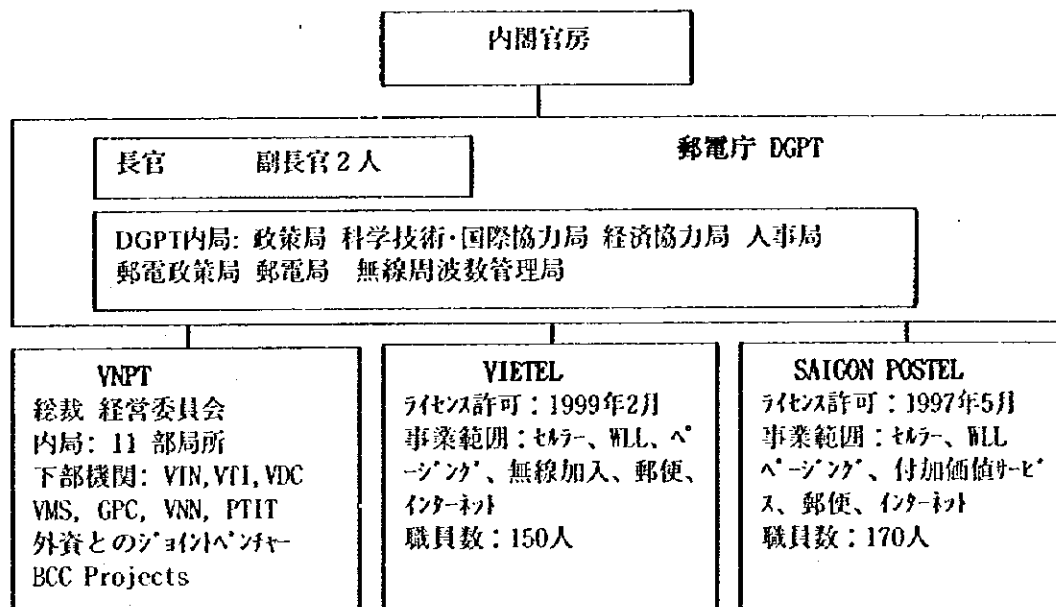 内閣官房
郵電庁 DGPT
長官 副長官2人
DGPT内局: 政策局 科学技術・国際協力局 経済協力局 人事局
郵電政策局 郵電局 無線周波数管理局
VNPT
総裁 経営委員会
内局: 11 部局所
下部機関: VTN,VTI,VDC
VMS, GPC, VNN, PTIT
外資とのジョイントベンチャー
BCC Projects
VIETEL
ライセンス許可：1999年2月
事業範囲：セルラー、WLL、ペ
ージング、無線加入、郵便、
インターネット
職員数：150人
SAIGON POSTEL
ライセンス許可：1997年5月
事業範囲：セルラー、WLL
ページング、付加価値サービ
ス、郵便、インターネット
職員数：170人